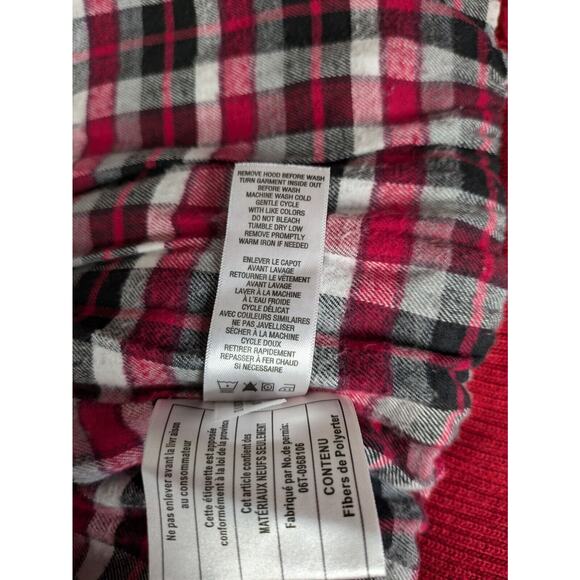 REMOVE HOOD BEFORE WASH
TURN GARMENT INSIDE OUT
BEFORE WASH
MACHINE WASH COLD
GENTLE CYCLE
WITH LIKE COLORS
DO NOT BLEACH
TUMBLE DRY LOW
REMOVE PROMPTLY
WARM IRON IF NEEDED
ENLEVER LE CAPOT
AVANT LAVAGE
RETOURNER LE VÊTEMENT
AVANT LAVAGE
LAVER À LA MACHINE
À L'EAU FROIDE
CYCLE DÉLICAT
AVEC COULEURS SIMILAIRES
NE PAS JAVELLISER
SÉCHER À LA MACHINE
CYCLE DOUX
RETIRER RAPIDEMENT
REPASSER À FER CHAUD
SI NÉCESSAIRE
Ne pas enlever avant la livraison
au consommateur
Cette étiquette est apposée
conformément à la loi de la province
Cet article contient des
MATÉRIAUX NEUFS SEULEMENT
Fabriqué par No.de permis:
06T-0968106
CONTENU
Fibers de Polyerter